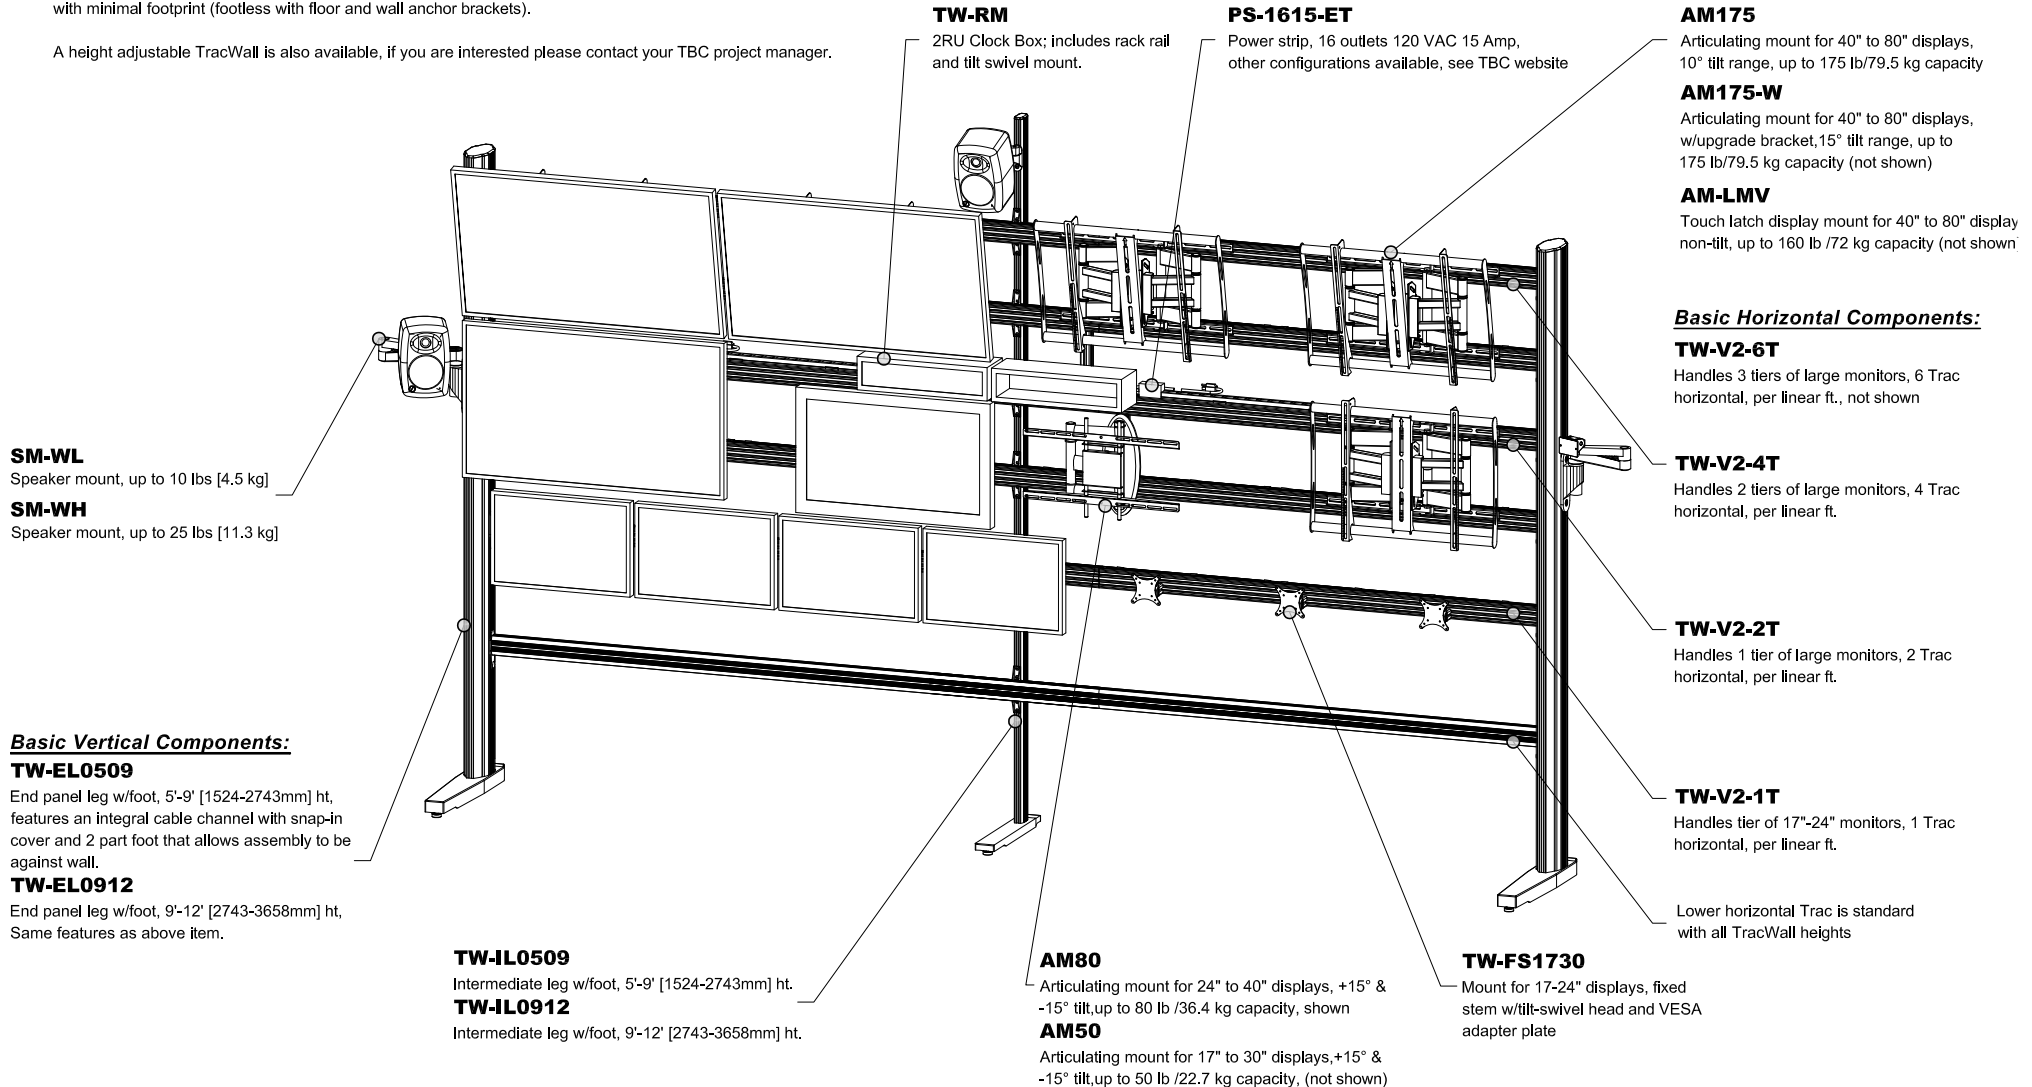 with minimal footprint (footless with floor and wall anchor brackets).
A height adjustable TracWall is also available, if you are interested please contact your TBC project manager.
TW-RM
2RU Clock Box; includes rack rail
and tilt swivel mount.
PS-1615-ET
Power strip, 16 outlets 120 VAC 15 Amp,
other configurations available, see TBC website
AM175
Articulating mount for 40" to 80" displays,
10° tilt range, up to 175 lb/79.5 kg capacity
AM175-W
Articulating mount for 40" to 80" displays,
w/upgrade bracket,15° tilt range, up to
175 lb/79.5 kg capacity (not shown)
AM-LMV
Touch latch display mount for 40" to 80" display
non-tilt, up to 160 lb /72 kg capacity (not shown)
Basic Horizontal Components:
TW-V2-6T
Handles 3 tiers of large monitors, 6 Trac
horizontal, per linear ft., not shown
TW-V2-4T
Handles 2 tiers of large monitors, 4 Trac
horizontal, per linear ft.
TW-V2-2T
Handles 1 tier of large monitors, 2 Trac
horizontal, per linear ft.
TW-V2-1T
Handles tier of 17"-24" monitors, 1 Trac
horizontal, per linear ft.
Lower horizontal Trac is standard
with all TracWall heights
SM-WL
Speaker mount, up to 10 lbs [4.5 kg]
SM-WH
Speaker mount, up to 25 lbs [11.3 kg]
Basic Vertical Components:
TW-EL0509
End panel leg w/foot, 5'-9' [1524-2743mm] ht,
features an integral cable channel with snap-in
cover and 2 part foot that allows assembly to be
against wall.
TW-EL0912
End panel leg w/foot, 9'-12' [2743-3658mm] ht,
Same features as above item.
TW-IL0509
Intermediate leg w/foot, 5'-9' [1524-2743mm] ht.
TW-IL0912
Intermediate leg w/foot, 9'-12' [2743-3658mm] ht.
AM80
Articulating mount for 24" to 40" displays, +15° &
-15° tilt,up to 80 lb /36.4 kg capacity, shown
AM50
Articulating mount for 17" to 30" displays,+15° &
-15° tilt,up to 50 lb /22.7 kg capacity, (not shown)
TW-FS1730
Mount for 17-24" displays, fixed
stem w/tilt-swivel head and VESA
adapter plate